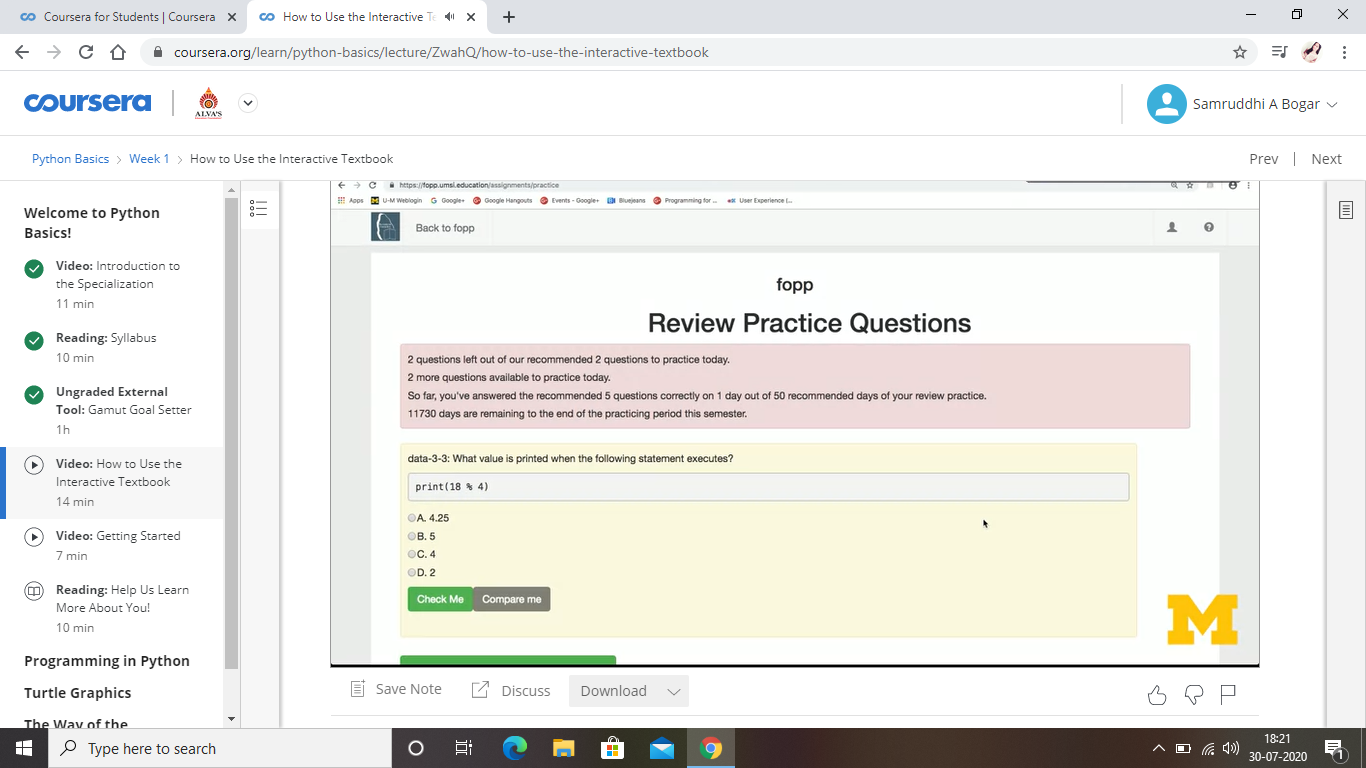 Coursera for Students | Coursera
How to Use the Interactive Te
coursera.org/learn/python-basics/lecture/ZwahQ/how-to-use-the-interactive-textbook
coursera
ALVA'S
Samruddhi A Bogar
Python Basics > Week 1 > How to Use the Interactive Textbook
Prev | Next
Welcome to Python
Basics!
Video: Introduction to
the Specialization
11 min
Reading: Syllabus
10 min
Ungraded External
Tool: Gamut Goal Setter
1h
Video: How to Use the
Interactive Textbook
14 min
Video: Getting Started
7 min
Reading: Help Us Learn
More About You!
10 min
Programming in Python
Turtle Graphics
The Way of the
https://fopp.umsi.education/assignments/practice
Apps
U-M Weblogin
Google+
Google Hangouts
Events - Google+
Bluejeans
Programming for ...
User Experience (...
Back to fopp
fopp
Review Practice Questions
2 questions left out of our recommended 2 questions to practice today.
2 more questions available to practice today.
So far, you've answered the recommended 5 questions correctly on 1 day out of 50 recommended days of your review practice.
11730 days are remaining to the end of the practicing period this semester.
data-3-3: What value is printed when the following statement executes?
print(18 % 4)
A. 4.25
B. 5
C. 4
D. 2
Check Me
Compare me
M
Save Note
Discuss
Download
Type here to search
18:21
30-07-2020
1